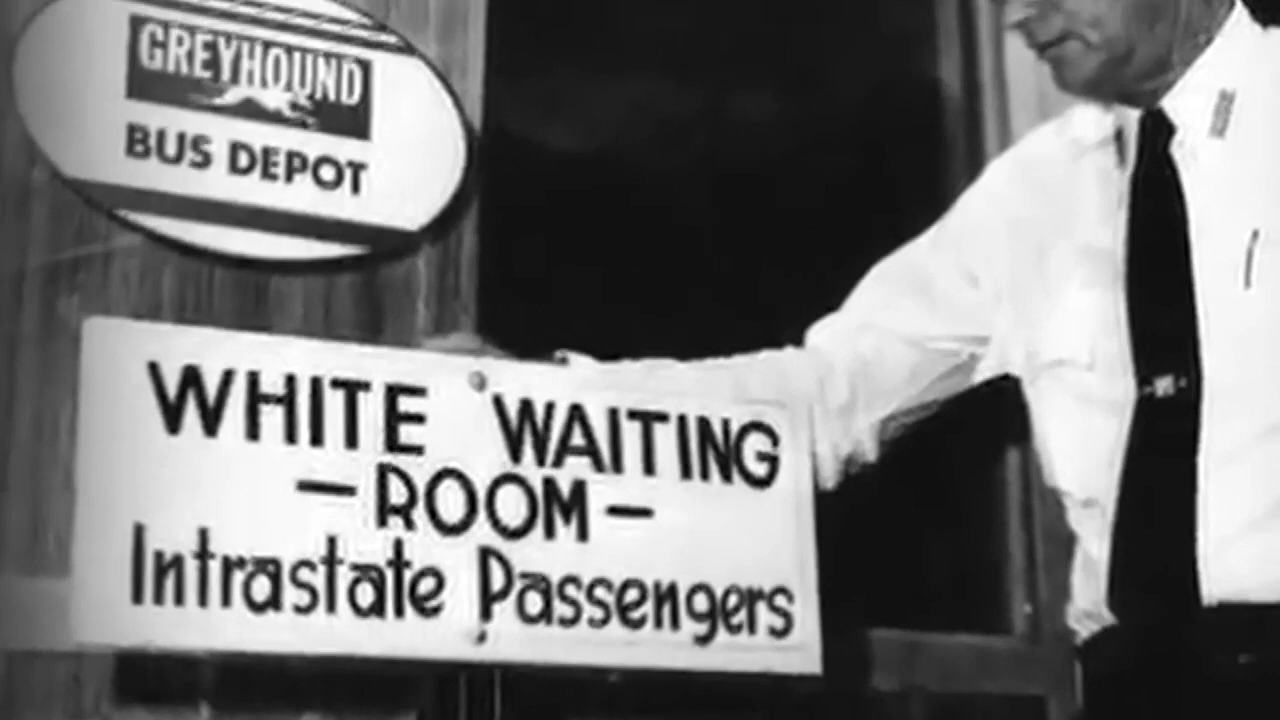 GREYHOUND
BUS DEPOT
WHITE WAITING
- ROOM -
Intrastate Passengers